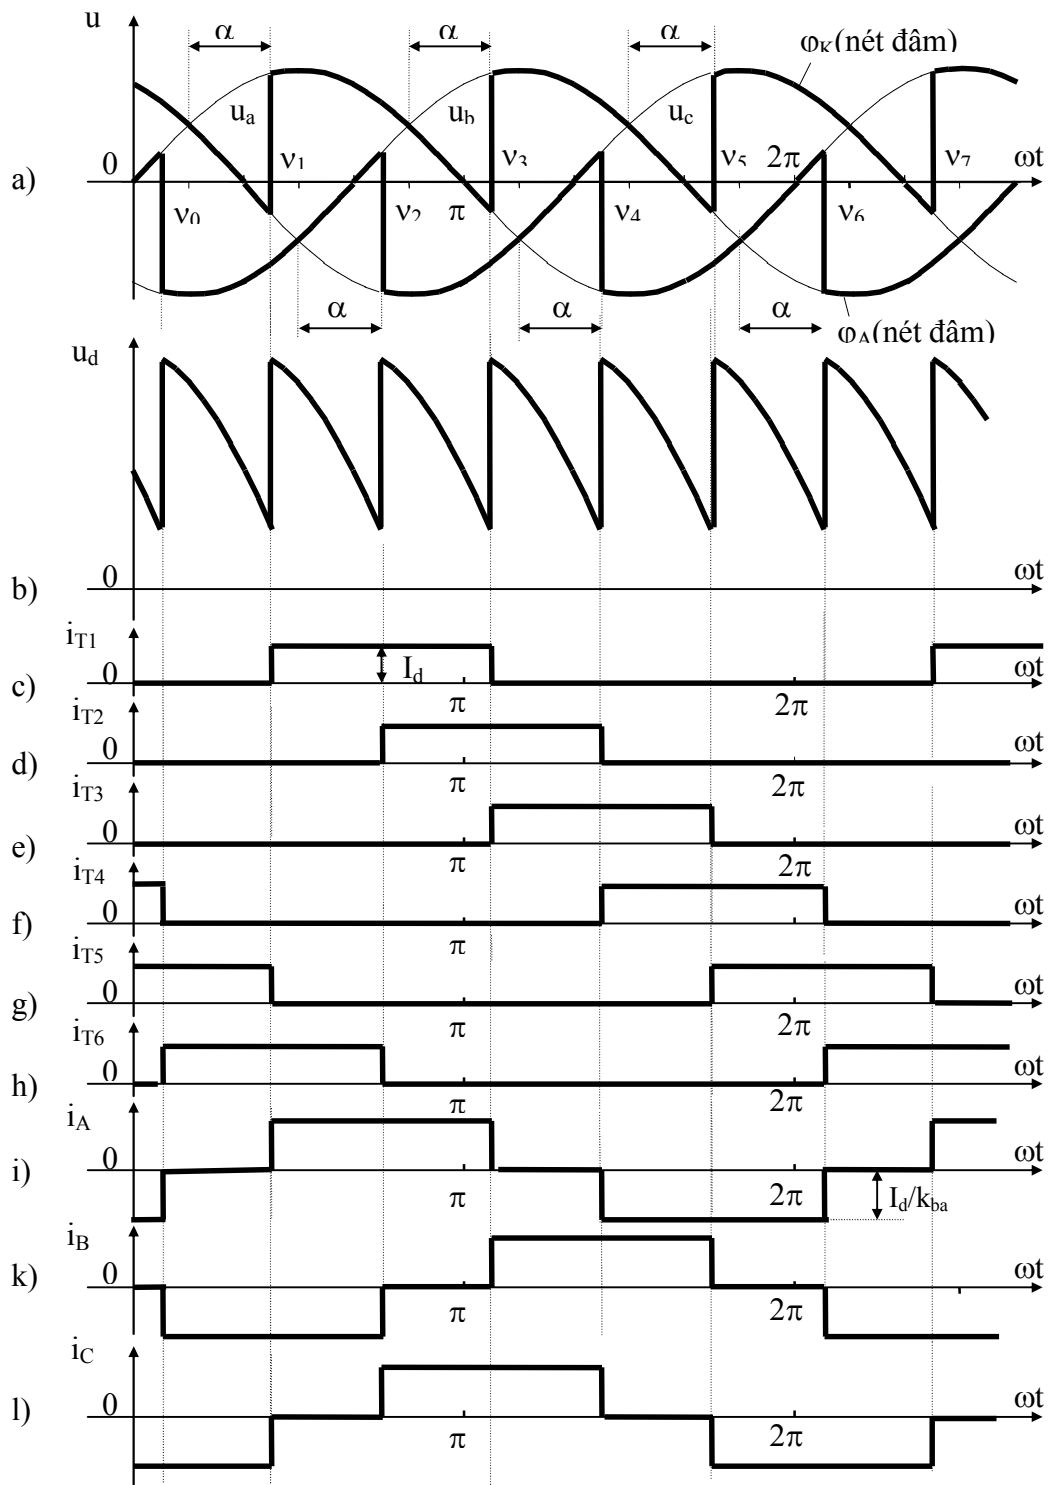 u
α α α
φK(nét đâm)
ua ub uc
0 ν1 ν3 ν5 2π ν7 ωt
a)
ν0 ν2 π ν4 ν6
α α α
φA(nét đâm)
ud
0 ωt
b)
iT1
Id
0 ωt
c)
π 2π
iT2
0 ωt
d)
π 2π
iT3
0 ωt
e)
π 2π
iT4
0 ωt
f)
π
iT5
0 ωt
g)
π 2π
iT6
0 ωt
h)
π 2π
iA
0 ωt
i)
π 2π Id/kba
iB
0 ωt
k)
π 2π
iC
0 ωt
l)
π 2π